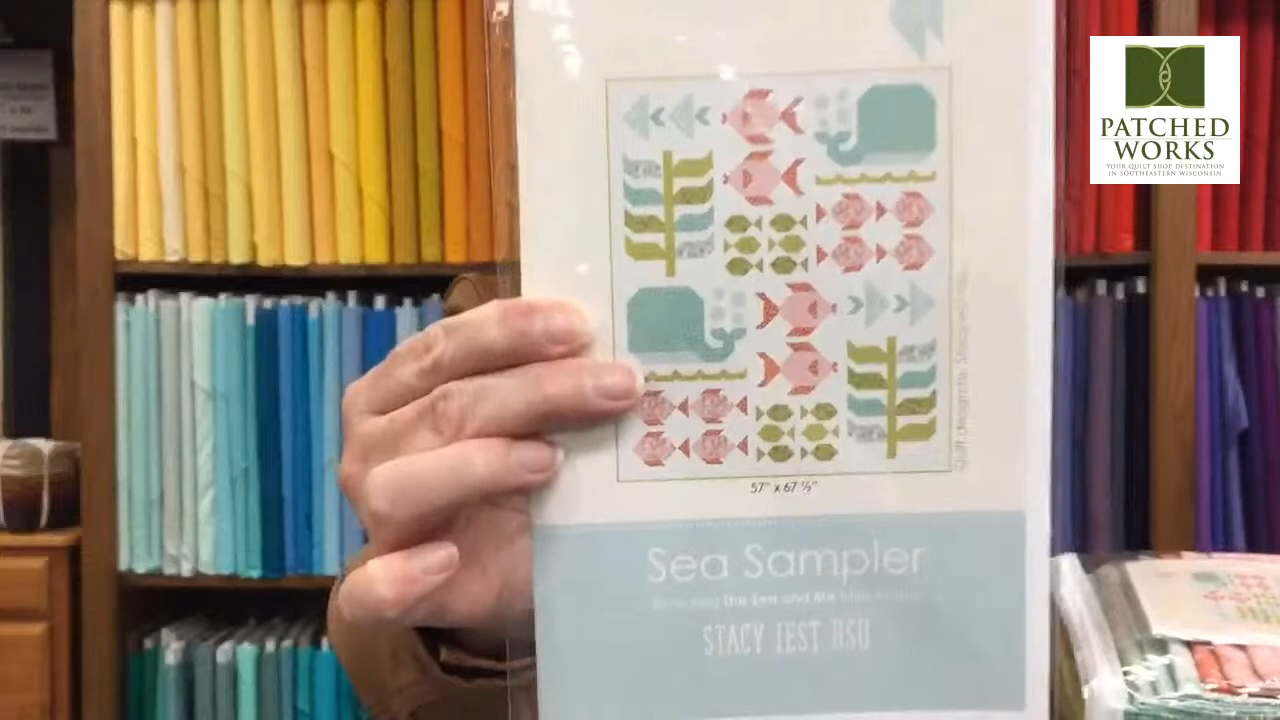 PATCHED
WORKS
YOUR QUILT SHOP DESTINATION
IN SOUTHEASTERN WISCONSIN
57" x 67 ½"
Sea Sampler
the Sea and Me
STACY IEST HSU